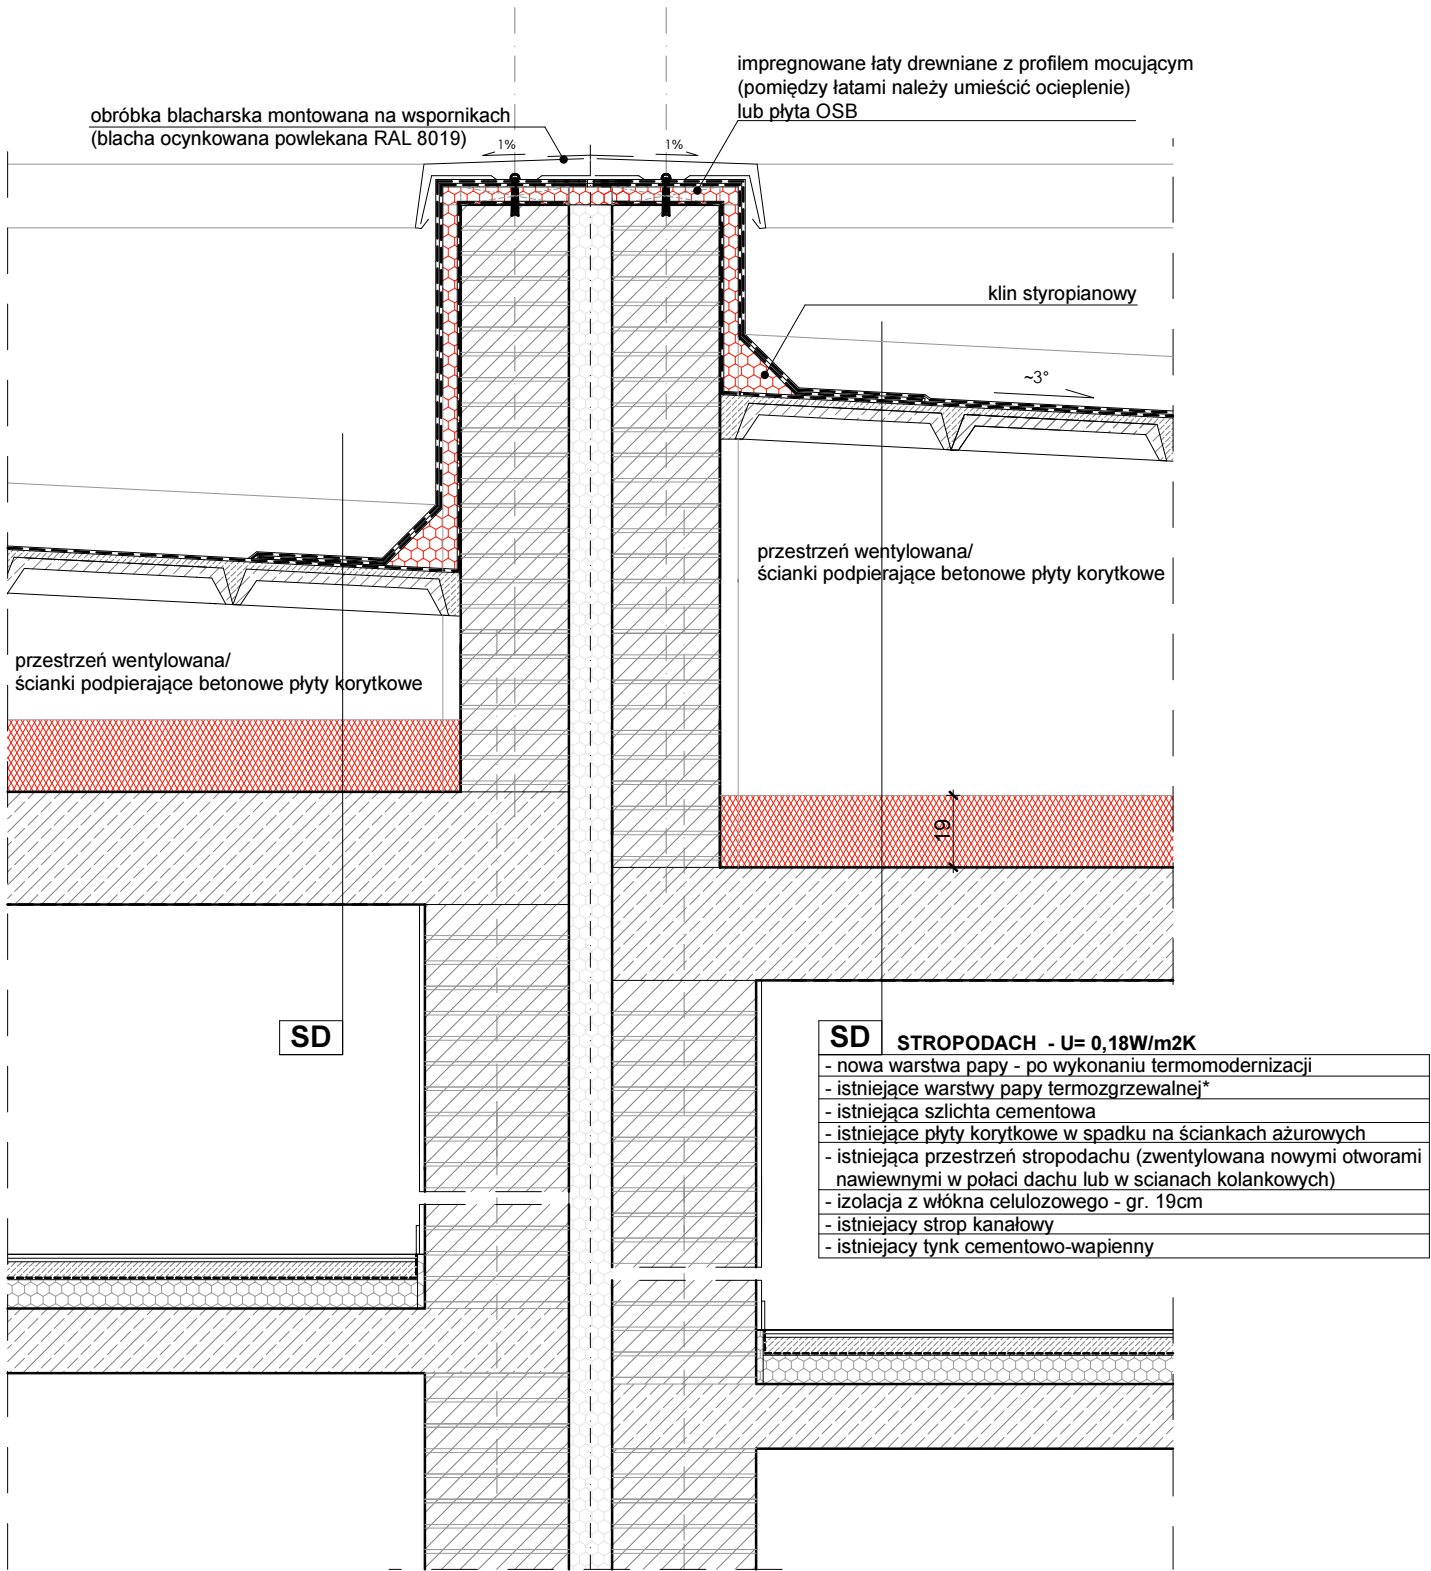 impregnowane łaty drewniane z profilem mocującym
(pomiędzy łatami należy umieścić ocieplenie)
lub płyta OSB
obróbka blacharska montowana na wspornikach
(blacha ocynkowana powlekana RAL 8019)
1%
1%
klin styropianowy
~3°
przestrzeń wentylowana/
ścianki podpierające betonowe płyty korytkowe
przestrzeń wentylowana/
ścianki podpierające betonowe płyty korytkowe
19
SD
SD
STROPODACH - U= 0,18W/m2K
- nowa warstwa papy - po wykonaniu termomodernizacji
- istniejące warstwy papy termozgrzewalnej*
- istniejąca szlichta cementowa
- istniejące płyty korytkowe w spadku na ściankach ażurowych
- istniejąca przestrzeń stropodachu (zwentylowana nowymi otworami
nawiewnymi w połaci dachu lub w scianach kolankowych)
- izolacja z włókna celulozowego - gr. 19cm
- istniejacy strop kanałowy
- istniejacy tynk cementowo-wapienny